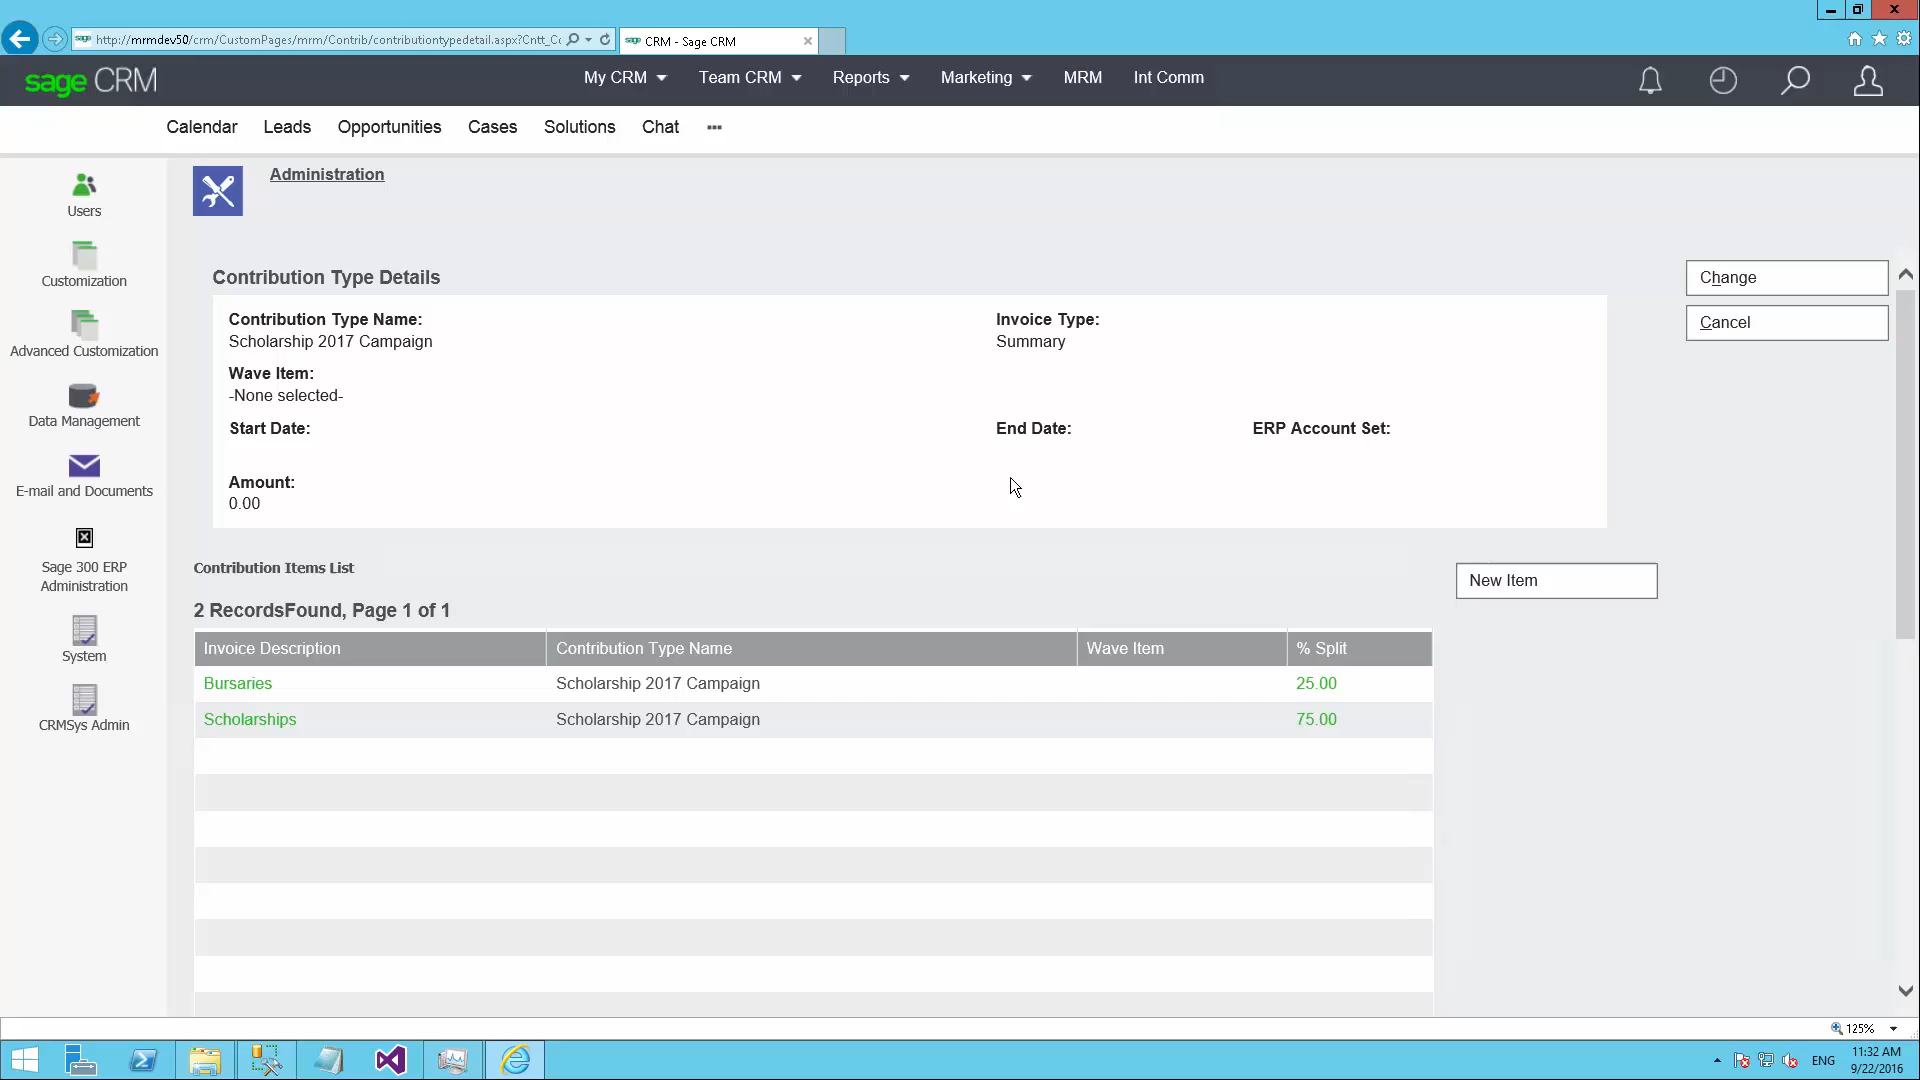 http://mrmdev50/crm/CustomPages/mrm/Contrib/contributiontypedetail.aspx?Cntt_Cc
CRM - Sage CRM
sage CRM
My CRM
Team CRM
Reports
Marketing
MRM
Int Comm
Calendar
Leads
Opportunities
Cases
Solutions
Chat
Administration
Users
Customization
Advanced Customization
Data Management
E-mail and Documents
Sage 300 ERP
Administration
System
CRMSys Admin
Contribution Type Details
Change
Cancel
Contribution Type Name:
Scholarship 2017 Campaign
Invoice Type:
Summary
Wave Item:
-None selected-
Start Date:
End Date:
ERP Account Set:
Amount:
0.00
Contribution Items List
New Item
2 RecordsFound, Page 1 of 1
Invoice Description
Contribution Type Name
Wave Item
% Split
Bursaries
Scholarship 2017 Campaign
25.00
Scholarships
Scholarship 2017 Campaign
75.00
125%
ENG
11:32 AM
9/22/2016